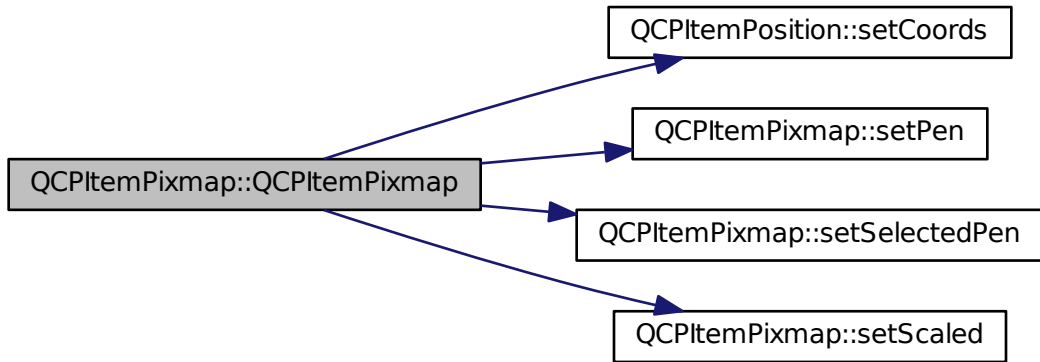 QCPItemPosition::setCoords
QCPItemPixmap::setPen
QCPItemPixmap::QCPItemPixmap
QCPItemPixmap::setSelectedPen
QCPItemPixmap::setScaled